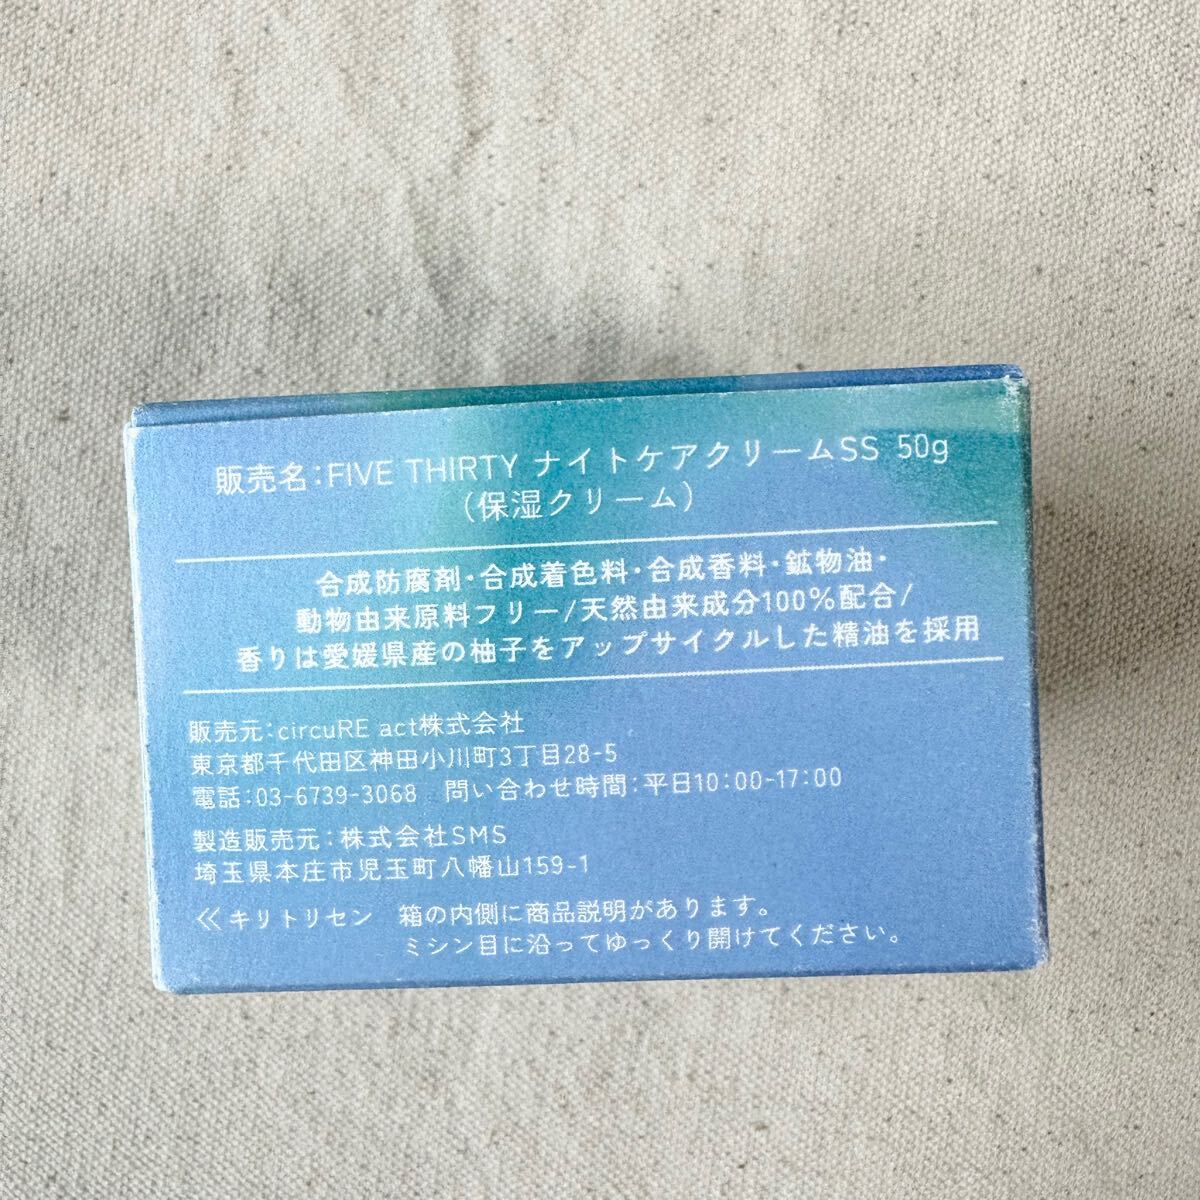 販売名:FIVE THIRTY ナイトケアクリームSS 50g
(保湿クリーム)
合成防腐剤・合成着色料・合成香料・鉱物油・
動物由来原料フリー/天然由来成分100%配合/
香りは愛媛県産の柚子をアップサイクルした精油を採用
販売元:circuRE act株式会社
東京都千代田区神田小川町3丁目28-5
電話:03-6739-3068 問い合わせ時間:平日10:00-17:00
製造販売元:株式会社SMS
埼玉県本庄市児玉町八幡山159-1
≪キリトリセン 箱の内側に商品説明があります。
ミシン目に沿ってゆっくり開けてください。